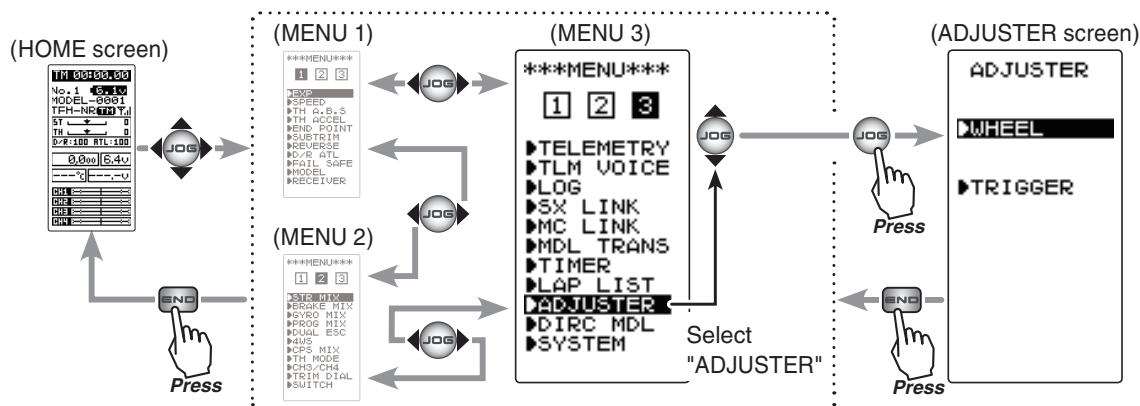 (HOME screen)
TM 00:00.00
No.1 6.1v
MODEL-0001
TFH-NR TM
ST 0
TH 0
D/R:100 ATL:100
0.0 6.4v
---°C --.-v
CH1
CH2
CH3
CH4
JOG
END
Press
(MENU 1)
***MENU***
1 2 3
EXP
SPEED
TH A.B.S
TH ACCEL
END POINT
SUBTRIM
REVERSE
D/R ATL
FAIL SAFE
MODEL
RECEIVER
JOG
JOG
(MENU 2)
***MENU***
1 2 3
STR MIX
BRAKE MIX
GYRO MIX
PROG MIX
DUAL ESC
4WS
CPS MIX
TH MODE
CH3/CH4
TRIM DIAL
SWITCH
JOG
(MENU 3)
***MENU***
1 2 3
TELEMETRY
TLM VOICE
LOG
SX LINK
MC LINK
MDL TRANS
TIMER
LAP LIST
ADJUSTER
DIRC MDL
SYSTEM
JOG
Select
"ADJUSTER"
JOG
Press
END
Press
(ADJUSTER screen)
ADJUSTER
WHEEL
TRIGGER